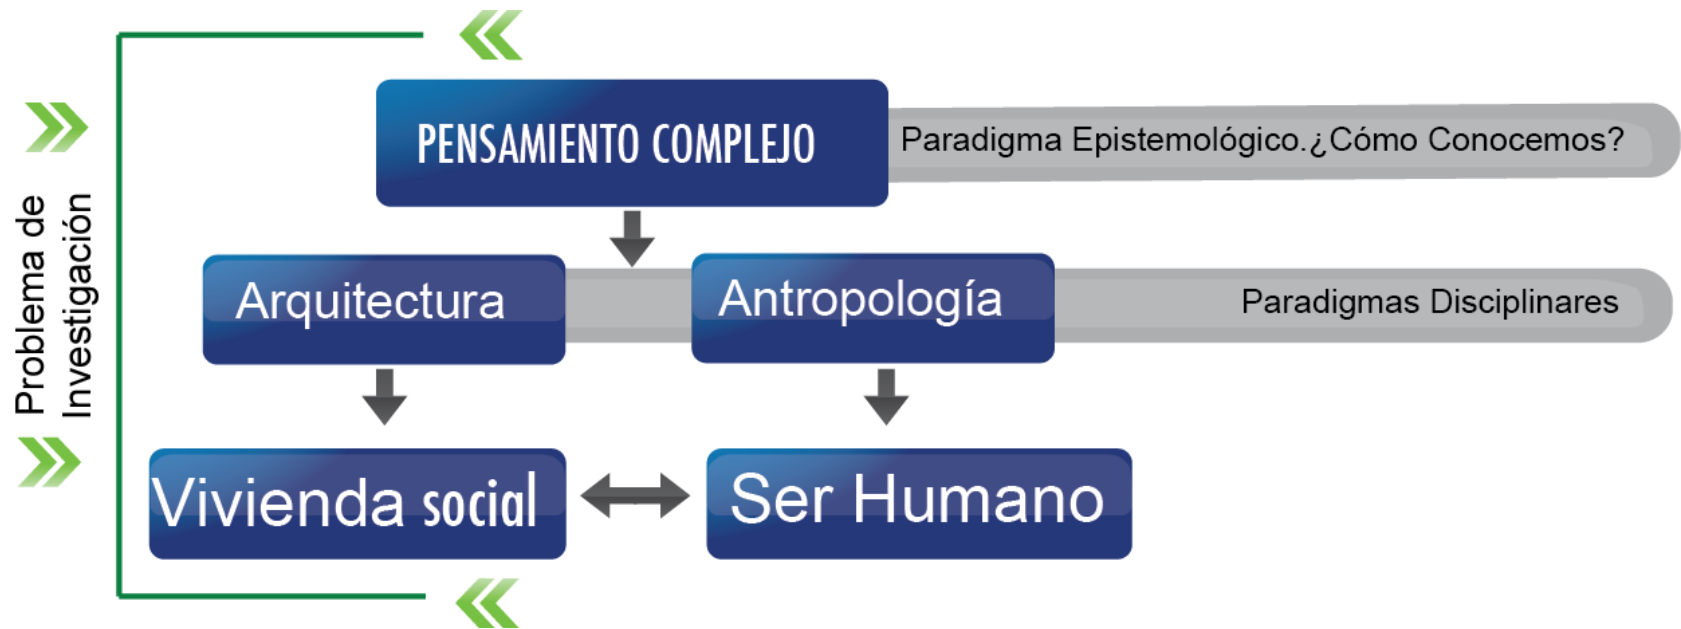 Problema de
Investigación
PENSAMIENTO COMPLEJO
Paradigma Epistemológico.¿Cómo Conocemos?
Arquitectura
Antropología
Paradigmas Disciplinares
Vivienda social
Ser Humano